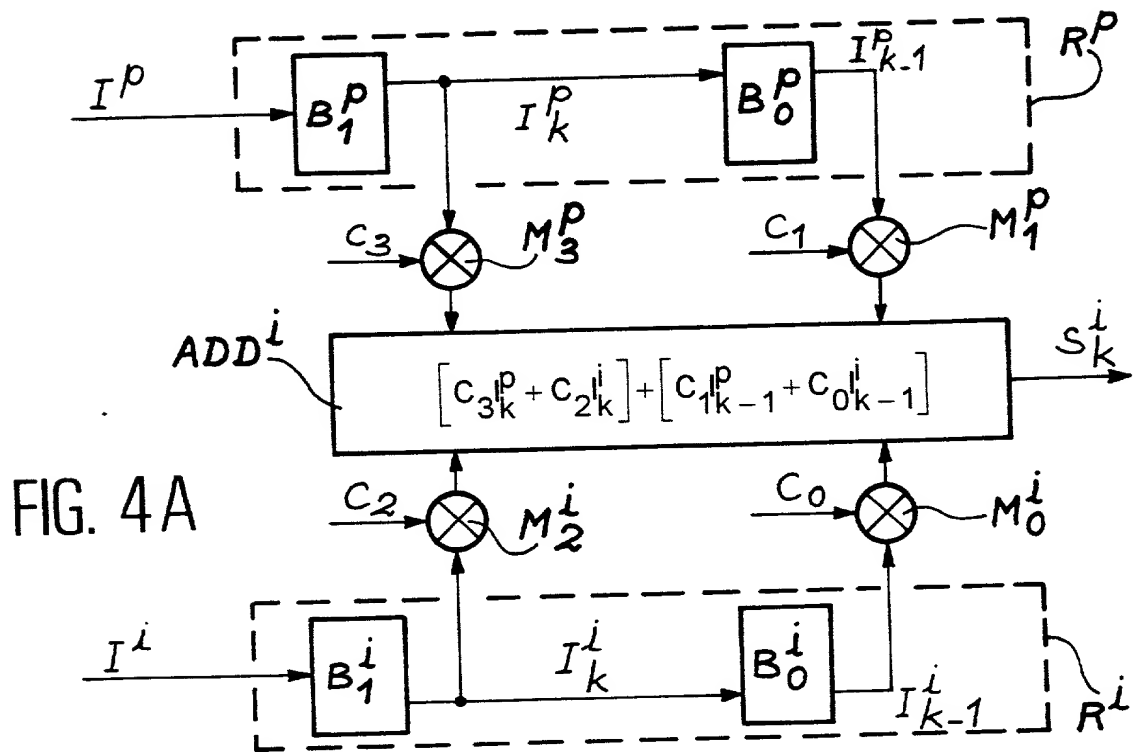 I^p
B_1^p
I_k^p
B_0^p
I_{k-1}^p
R^p
C_3
M_3^p
C_1
M_1^p
ADD^i
[C_3I_k^p + C_2I_k^i] + [C_1I_{k-1}^p + C_0I_{k-1}^i]
S_k^i
FIG. 4A
C_2
M_2^i
C_0
M_0^i
I^i
B_1^i
I_k^i
B_0^i
I_{k-1}^i
R^i